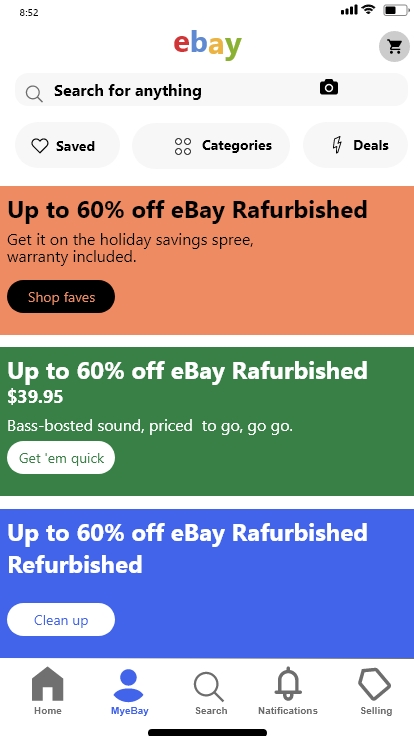 8:52
ebay
Search for anything
Saved
Categories
Deals
Up to 60% off eBay Rafurbished
Get it on the holiday savings spree,
warranty included.
Shop faves
Up to 60% off eBay Rafurbished
$39.95
Bass-bosted sound, priced to go, go go.
Get 'em quick
Up to 60% off eBay Rafurbished
Refurbished
Clean up
Home
MyeBay
Search
Natifications
Selling